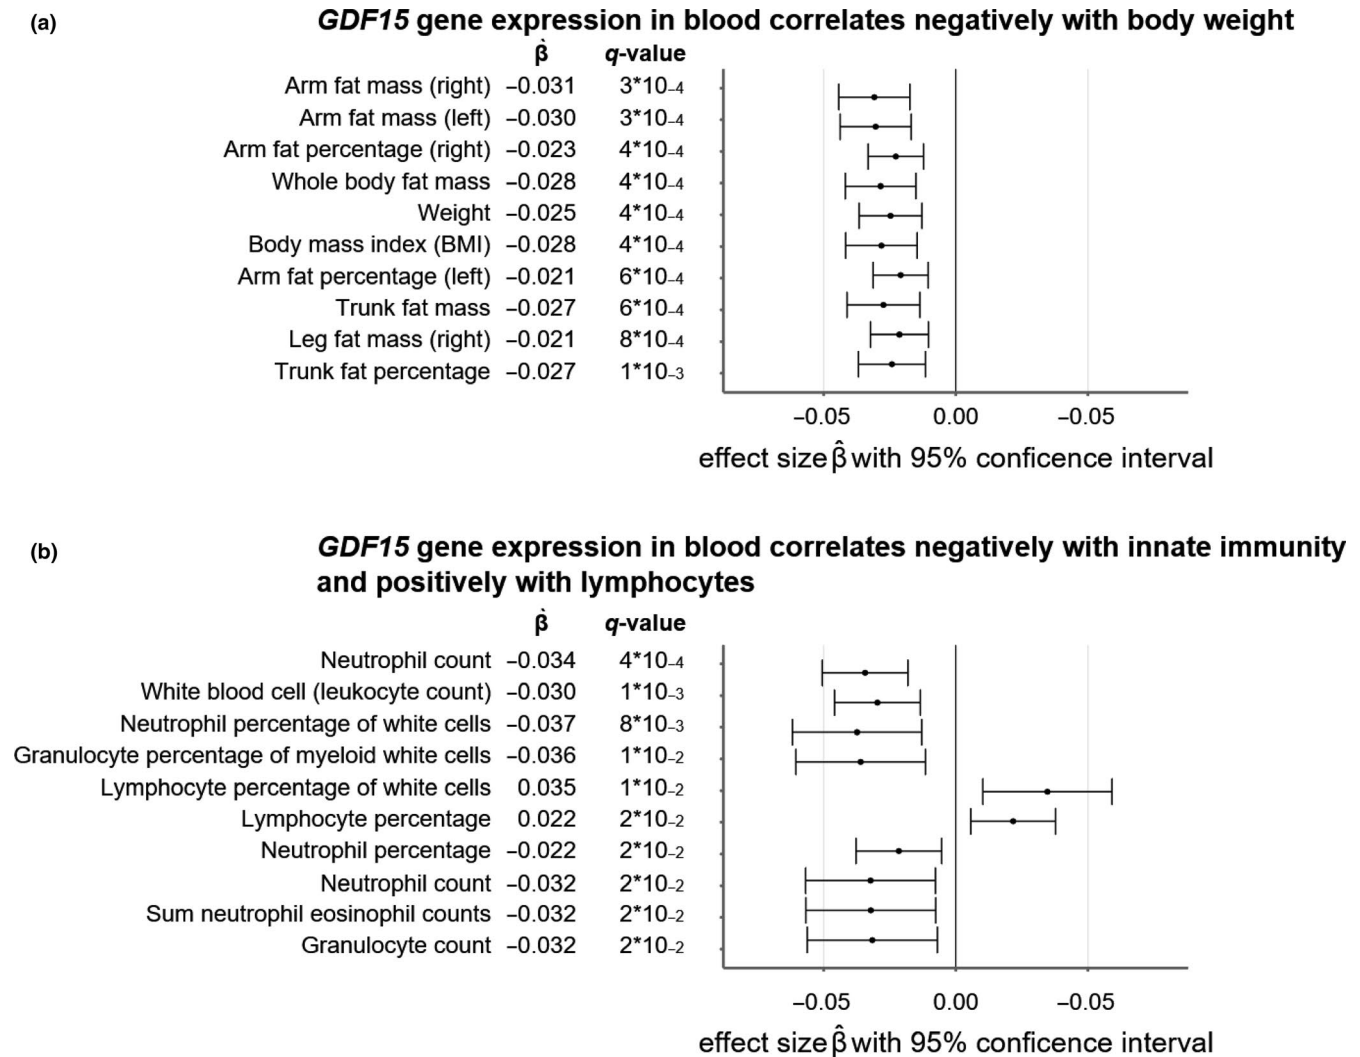 (a)
GDF15 gene expression in blood correlates negatively with body weight
β̀ q-value
Arm fat mass (right) −0.031 3*10−4
Arm fat mass (left) −0.030 3*10−4
Arm fat percentage (right) −0.023 4*10−4
Whole body fat mass −0.028 4*10−4
Weight −0.025 4*10−4
Body mass index (BMI) −0.028 4*10−4
Arm fat percentage (left) −0.021 6*10−4
Trunk fat mass −0.027 6*10−4
Leg fat mass (right) −0.021 8*10−4
Trunk fat percentage −0.027 1*10−3
−0.05 0.00 −0.05
effect size β̂ with 95% conficence interval
(b)
GDF15 gene expression in blood correlates negatively with innate immunity
and positively with lymphocytes
β̀ q-value
Neutrophil count −0.034 4*10−4
White blood cell (leukocyte count) −0.030 1*10−3
Neutrophil percentage of white cells −0.037 8*10−3
Granulocyte percentage of myeloid white cells −0.036 1*10−2
Lymphocyte percentage of white cells 0.035 1*10−2
Lymphocyte percentage 0.022 2*10−2
Neutrophil percentage −0.022 2*10−2
Neutrophil count −0.032 2*10−2
Sum neutrophil eosinophil counts −0.032 2*10−2
Granulocyte count −0.032 2*10−2
−0.05 0.00 −0.05
effect size β̂ with 95% conficence interval